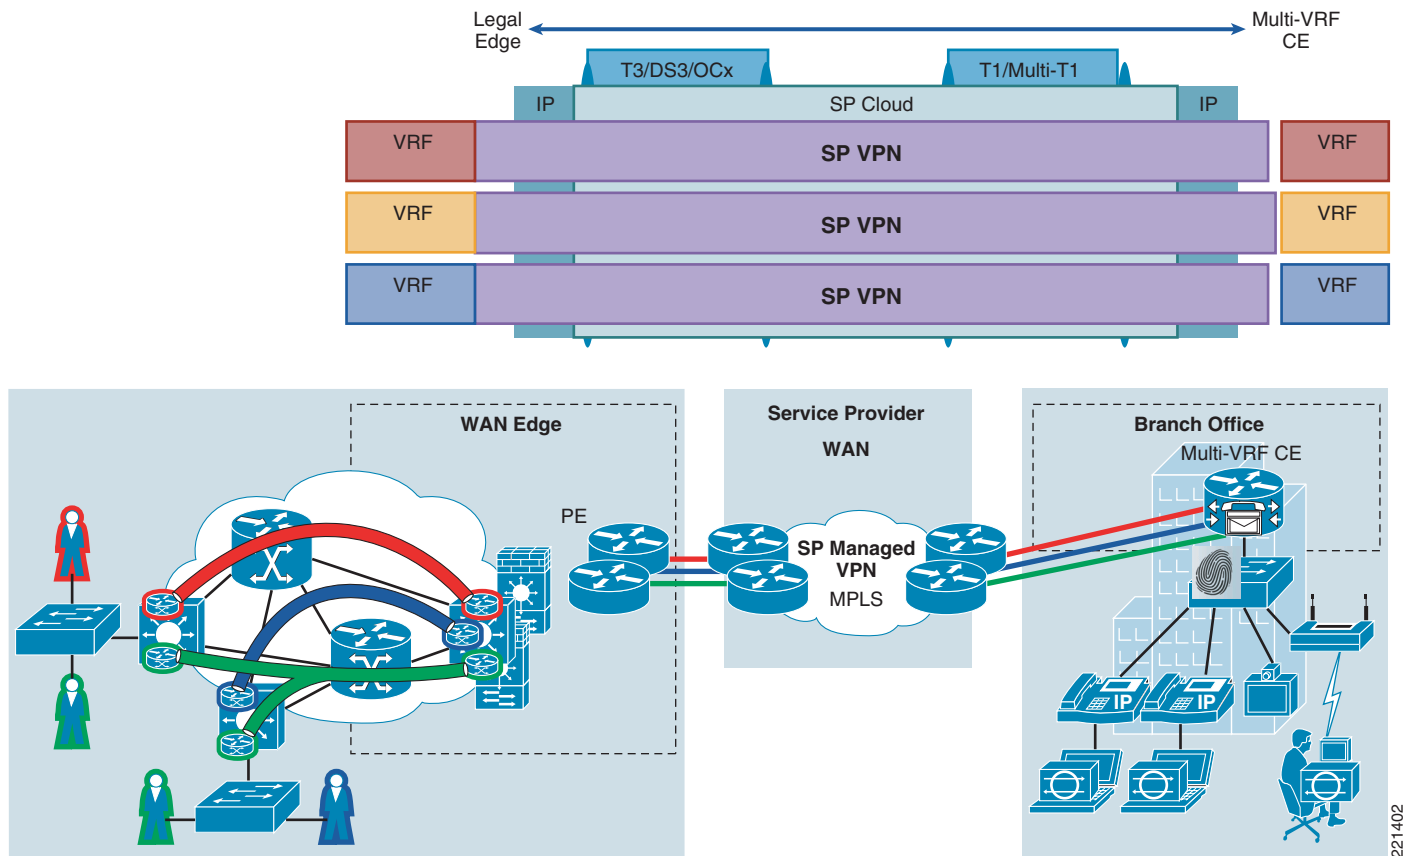 Legal
Edge
Multi-VRF
CE
T3/DS3/OCx
T1/Multi-T1
IP
SP Cloud
IP
VRF
SP VPN
VRF
VRF
SP VPN
VRF
VRF
SP VPN
VRF
WAN Edge
Service Provider
WAN
Branch Office
Multi-VRF CE
PE
SP Managed
VPN
MPLS
IP
IP
221402